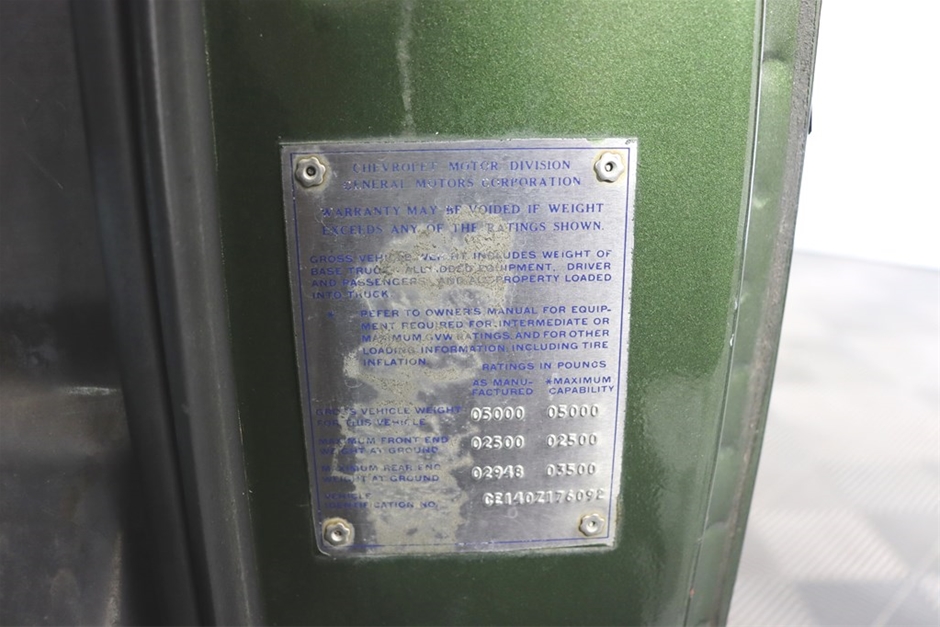 CHEVROLET MOTOR DIVISION
GENERAL MOTORS CORPORATION
WARRANTY MAY BE VOIDED IF WEIGHT
EXCEEDS ANY OF THE RATINGS SHOWN.
GROSS VEHICLE WEIGHT INCLUDES WEIGHT OF
BASE TRUCK, ALL ADDED EQUIPMENT, DRIVER
AND PASSENGERS, AND ALL PROPERTY LOADED
INTO TRUCK.
* REFER TO OWNER'S MANUAL FOR EQUIP-
MENT REQUIRED FOR INTERMEDIATE OR
MAXIMUM GVW RATINGS, AND FOR OTHER
LOADING INFORMATION, INCLUDING TIRE
INFLATION.
RATINGS IN POUNDS
AS MANU- *MAXIMUM
FACTURED CAPABILITY
GROSS VEHICLE WEIGHT 05000 05000
FOR THIS VEHICLE
MAXIMUM FRONT END 02500 02500
WEIGHT AT GROUND
MAXIMUM REAR END 02948 03500
WEIGHT AT GROUND
VEHICLE CE140Z176092
IDENTIFICATION NO.